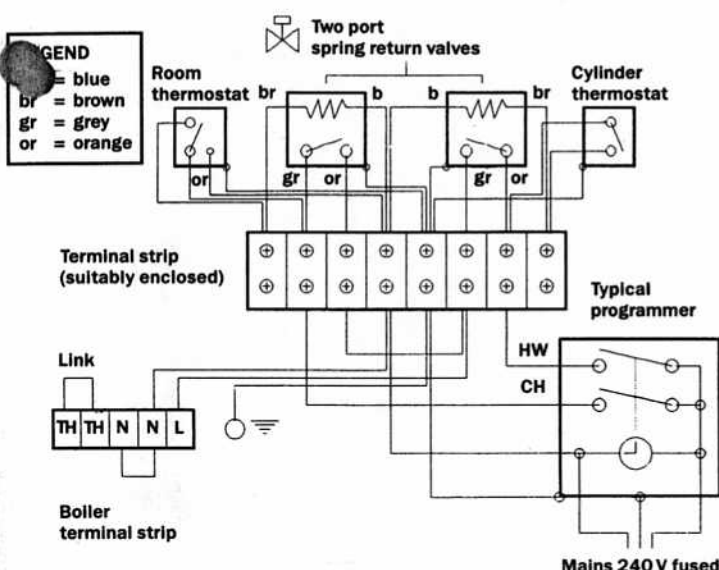 GEND
= blue
br = brown
gr = grey
or = orange
Two port
spring return valves
Room
thermostat
br
b
b
br
Cylinder
thermostat
or
gr
or
gr
or
Terminal strip
(suitably enclosed)
Typical
programmer
HW
CH
Link
TH TH N N L
Boiler
terminal strip
Mains 240 V fused